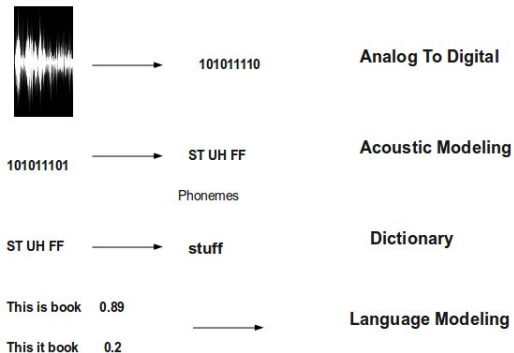 101011110 Analog To Digital
101011101 ST UH FF Acoustic Modeling
Phonemes
ST UH FF stuff Dictionary
This is book 0.89
Language Modeling
This it book 0.2